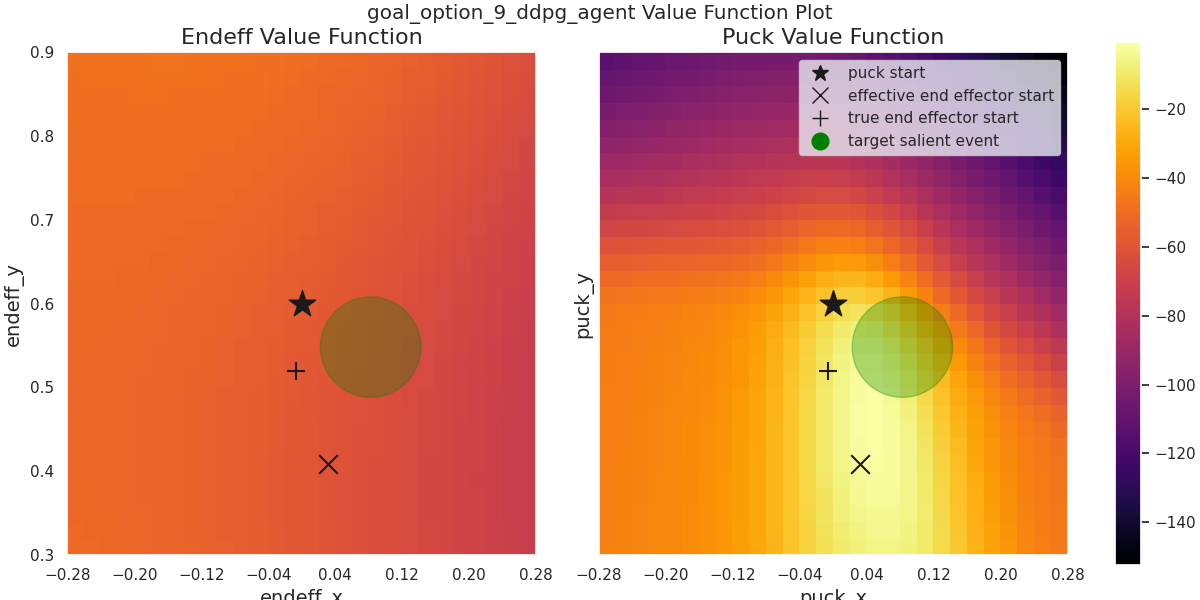 goal_option_9_ddpg_agent Value Function Plot
Endeff Value Function
Puck Value Function
puck start
effective end effector start
true end effector start
target salient event
endeff_y
0.9
0.8
0.7
0.6
0.5
0.4
0.3
−0.28 −0.20 −0.12 −0.04 0.04 0.12 0.20 0.28
endeff_x
puck_y
−0.28 −0.20 −0.12 −0.04 0.04 0.12 0.20 0.28
puck_x
−20
−40
−60
−80
−100
−120
−140